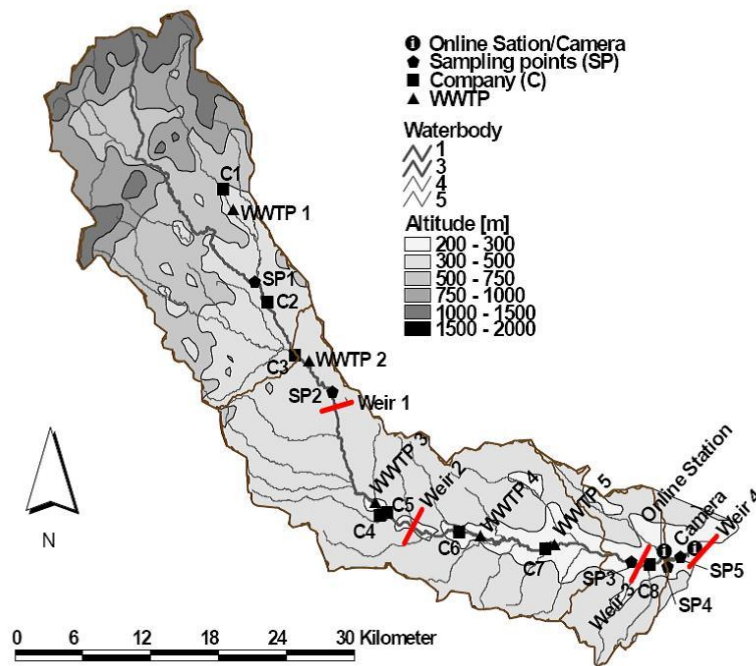 Online Sation/Camera
Sampling points (SP)
Company (C)
WWTP
Waterbody
1
3
4
5
Altitude [m]
200 - 300
300 - 500
500 - 750
750 - 1000
1000 - 1500
1500 - 2000
C1
WWTP 1
SP1
C2
C3
WWTP 2
SP2
Weir 1
WWTP 3
C5
C4
Weir 2
C6
WWTP 4
C7
WWTP 5
Online Station
Camera
Weir 4
SP3
Weir 3
C8
SP4
SP5
N
0 6 12 18 24 30 Kilometer